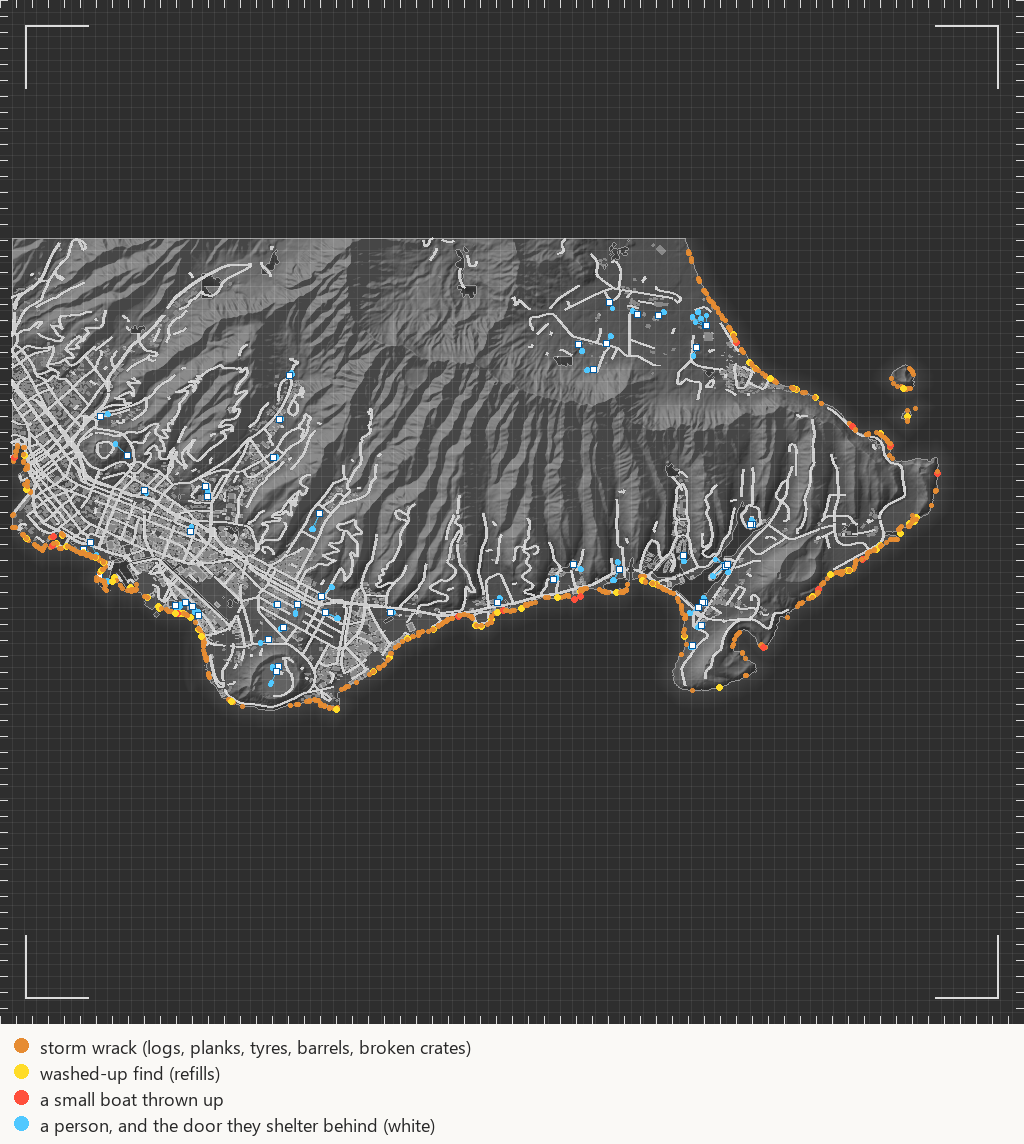 storm wrack (logs, planks, tyres, barrels, broken crates)
washed-up find (refills)
a small boat thrown up
a person, and the door they shelter behind (white)